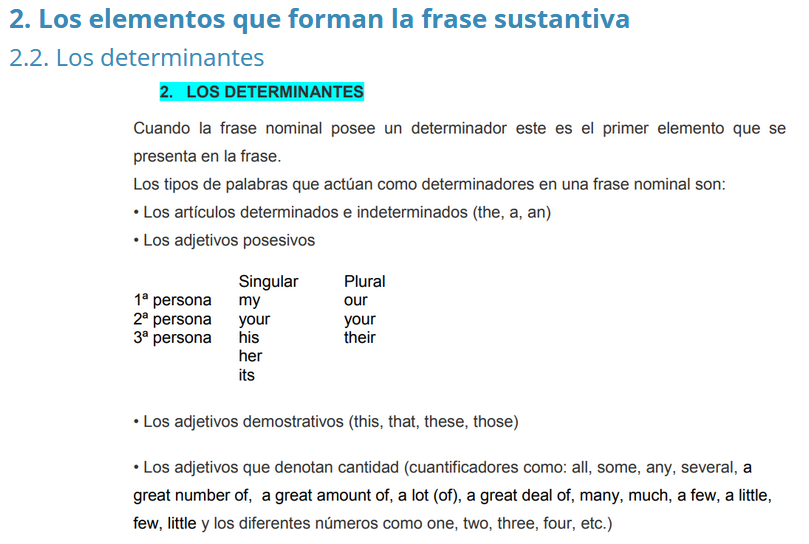 2. Los elementos que forman la frase sustantiva
2.2. Los determinantes
2. LOS DETERMINANTES
Cuando la frase nominal posee un determinador este es el primer elemento que se
presenta en la frase.
Los tipos de palabras que actúan como determinadores en una frase nominal son:
• Los artículos determinados e indeterminados (the, a, an)
• Los adjetivos posesivos
Singular Plural
1ª persona my our
2ª persona your your
3ª persona his their
her
its
• Los adjetivos demostrativos (this, that, these, those)
• Los adjetivos que denotan cantidad (cuantificadores como: all, some, any, several, a
great number of, a great amount of, a lot (of), a great deal of, many, much, a few, a little,
few, little y los diferentes números como one, two, three, four, etc.)